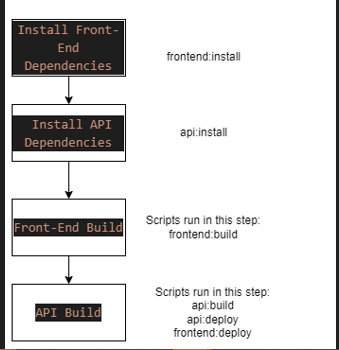 Install Front-
End
Dependencies
frontend:install
Install API
Dependencies
api:install
Front-End Build
Scripts run in this step:
frontend:build
API Build
Scripts run in this step:
api:build
api:deploy
frontend:deploy